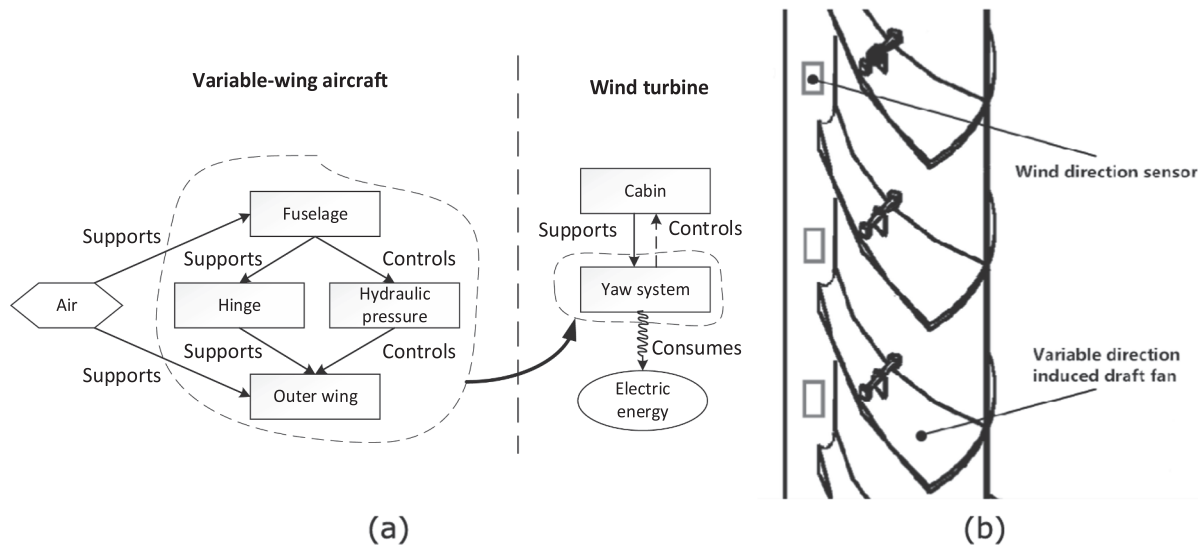 Variable-wing aircraft
Wind turbine
Fuselage
Cabin
Supports
Supports
Controls
Supports
Controls
Air
Hinge
Hydraulic
pressure
Yaw system
Supports
Supports
Controls
Consumes
Outer wing
Electric
energy
(a)
Wind direction sensor
Variable direction
induced draft fan
(b)